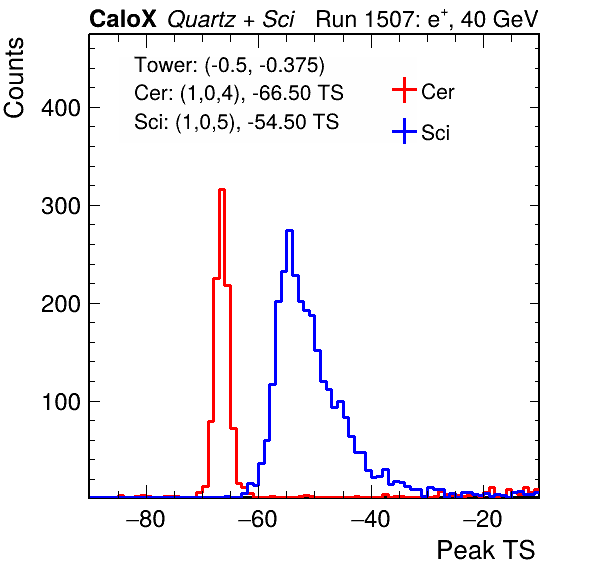 CaloX Quartz + Sci Run 1507: e⁺, 40 GeV
Counts
Tower: (-0.5, -0.375)
Cer: (1,0,4), -66.50 TS
Sci: (1,0,5), -54.50 TS
Cer
Sci
400
300
200
100
−80 −60 −40 −20
Peak TS